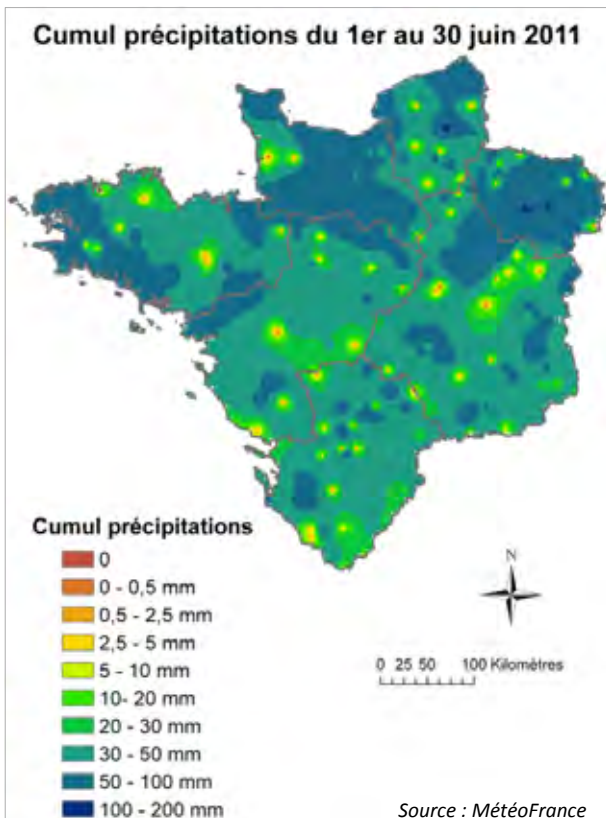 Cumul précipitations du 1er au 30 juin 2011
Cumul précipitations
0
0 - 0,5 mm
0,5 - 2,5 mm
2,5 - 5 mm
5 - 10 mm
10- 20 mm
20 - 30 mm
30 - 50 mm
50 - 100 mm
100 - 200 mm
N
0 25 50 100 Kilomètres
Source : MétéoFrance